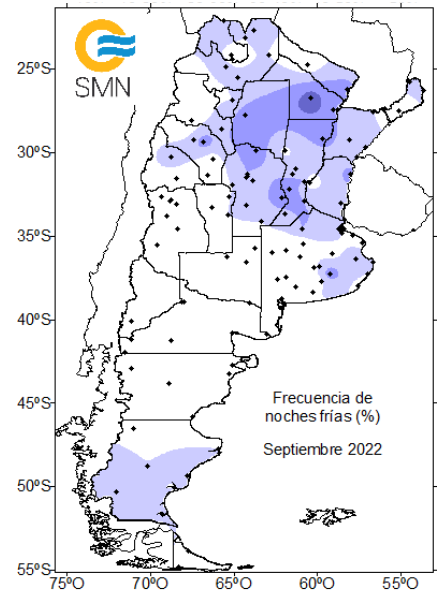 SMN
25°S
30°S
35°S
40°S
45°S
50°S
55°S
Frecuencia de
noches frías (%)
Septiembre 2022
75°O 70°O 65°O 60°O 55°O